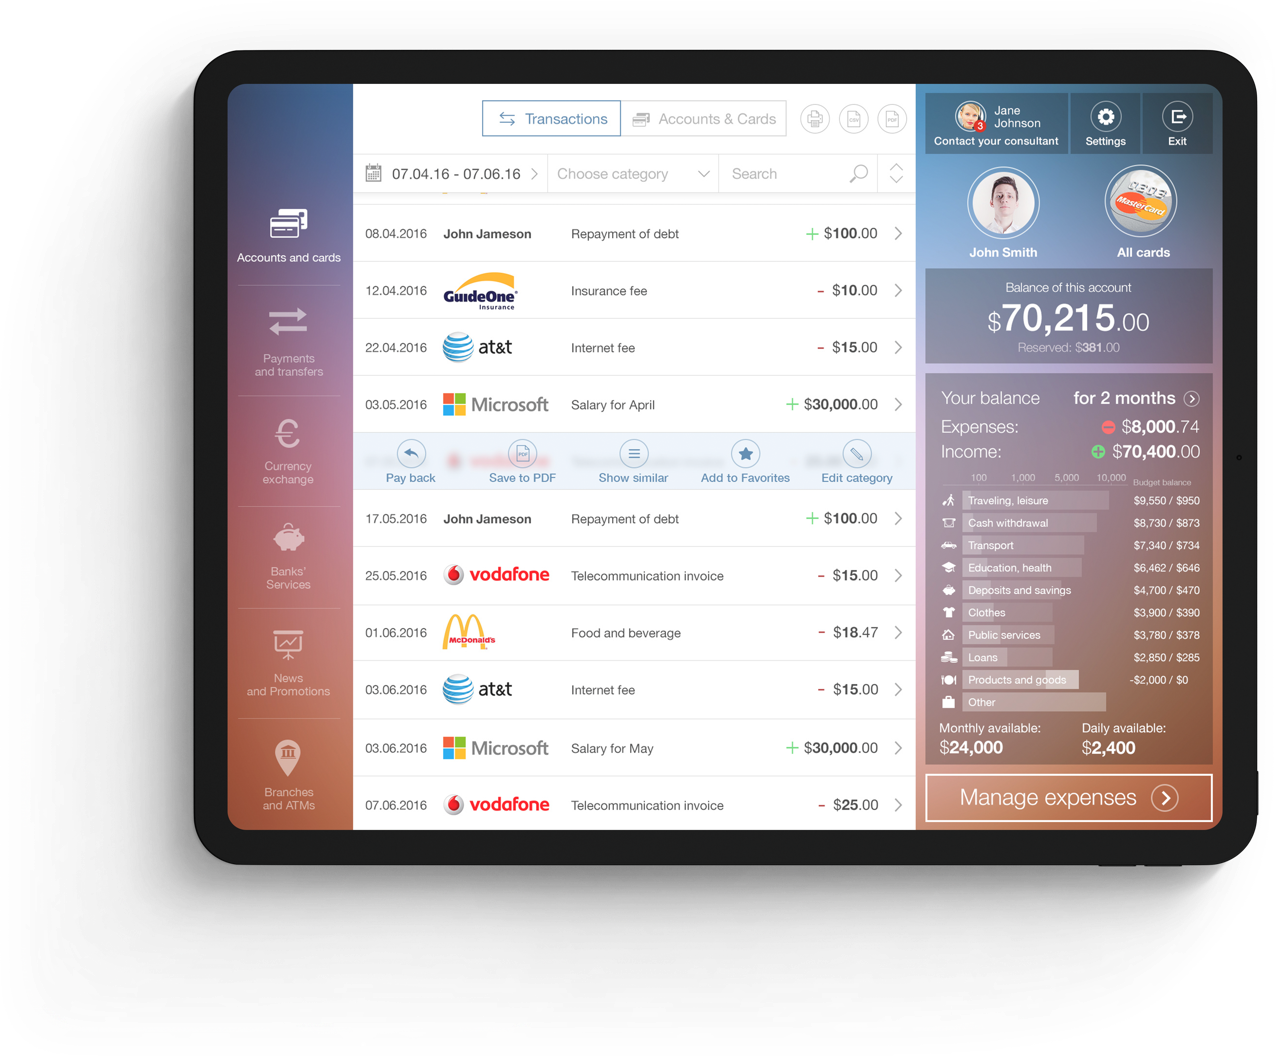 Transactions
Accounts & Cards
CSV
PDF
07.04.16 - 07.06.16
Choose category
Search
08.04.2016 John Jameson Repayment of debt + $100.00
12.04.2016 GuideOne Insurance Insurance fee - $10.00
22.04.2016 at&t Internet fee - $15.00
03.05.2016 Microsoft Salary for April + $30,000.00
Pay back
PDF
Save to PDF
Show similar
Add to Favorites
Edit category
17.05.2016 John Jameson Repayment of debt + $100.00
25.05.2016 vodafone Telecommunication invoice - $15.00
01.06.2016 McDonald's Food and beverage - $18.47
03.06.2016 at&t Internet fee - $15.00
03.06.2016 Microsoft Salary for May + $30,000.00
07.06.2016 vodafone Telecommunication invoice - $25.00
Accounts and cards
Payments
and transfers
Currency
exchange
Banks'
Services
News
and Promotions
Branches
and ATMs
3
Jane
Johnson
Contact your consultant
Settings
Exit
MasterCard
John Smith
All cards
Balance of this account
$70,215.00
Reserved: $381.00
Your balance for 2 months
Expenses: $8,000.74
Income: $70,400.00
100 1,000 5,000 10,000 Budget balance
Traveling, leisure $9,550 / $950
Cash withdrawal $8,730 / $873
Transport $7,340 / $734
Education, health $6,462 / $646
Deposits and savings $4,700 / $470
Clothes $3,900 / $390
Public services $3,780 / $378
Loans $2,850 / $285
Products and goods -$2,000 / $0
Other
Monthly available: Daily available:
$24,000 $2,400
Manage expenses